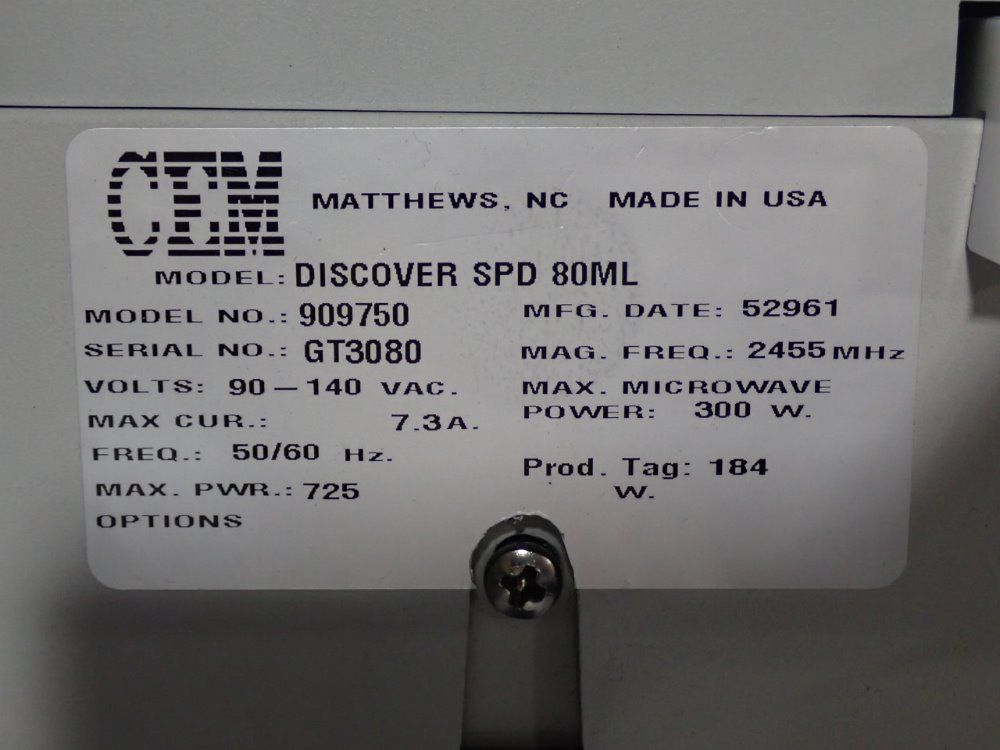 CEM MATTHEWS, NC MADE IN USA
MODEL: DISCOVER SPD 80ML
MODEL NO.: 909750 MFG. DATE: 52961
SERIAL NO.: GT3080 MAG. FREQ.: 2455 MHz
VOLTS: 90-140 VAC. MAX. MICROWAVE
MAX CUR.: 7.3A. POWER: 300 W.
FREQ.: 50/60 Hz. Prod. Tag: 184
MAX. PWR.: 725 W.
OPTIONS